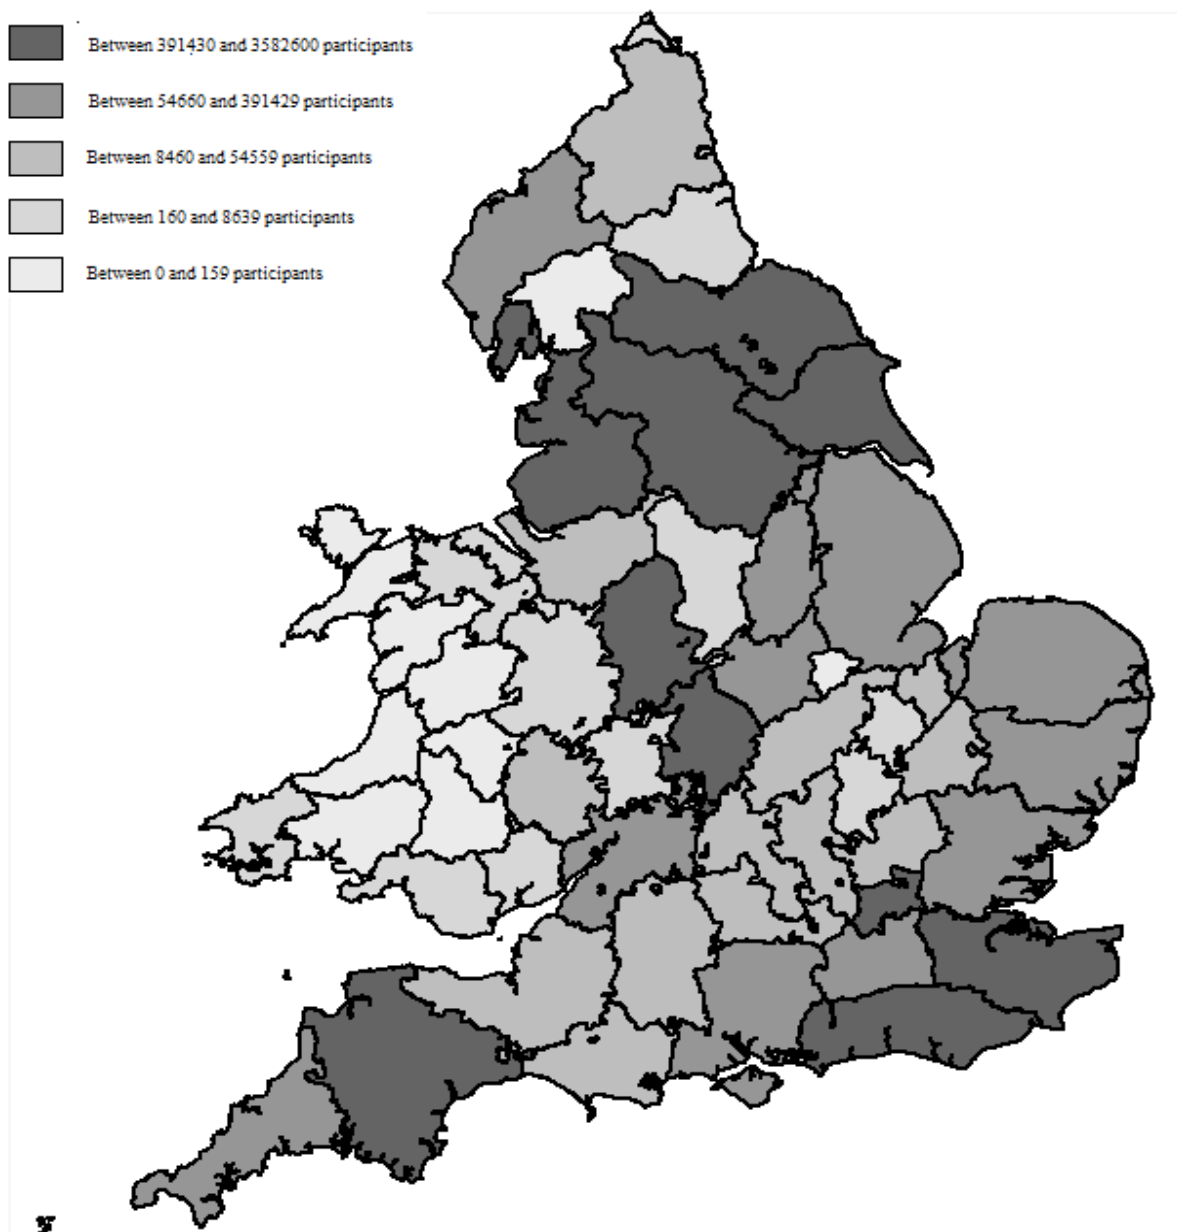 Between 391430 and 3582600 participants
Between 54660 and 391429 participants
Between 8460 and 54559 participants
Between 160 and 8639 participants
Between 0 and 159 participants